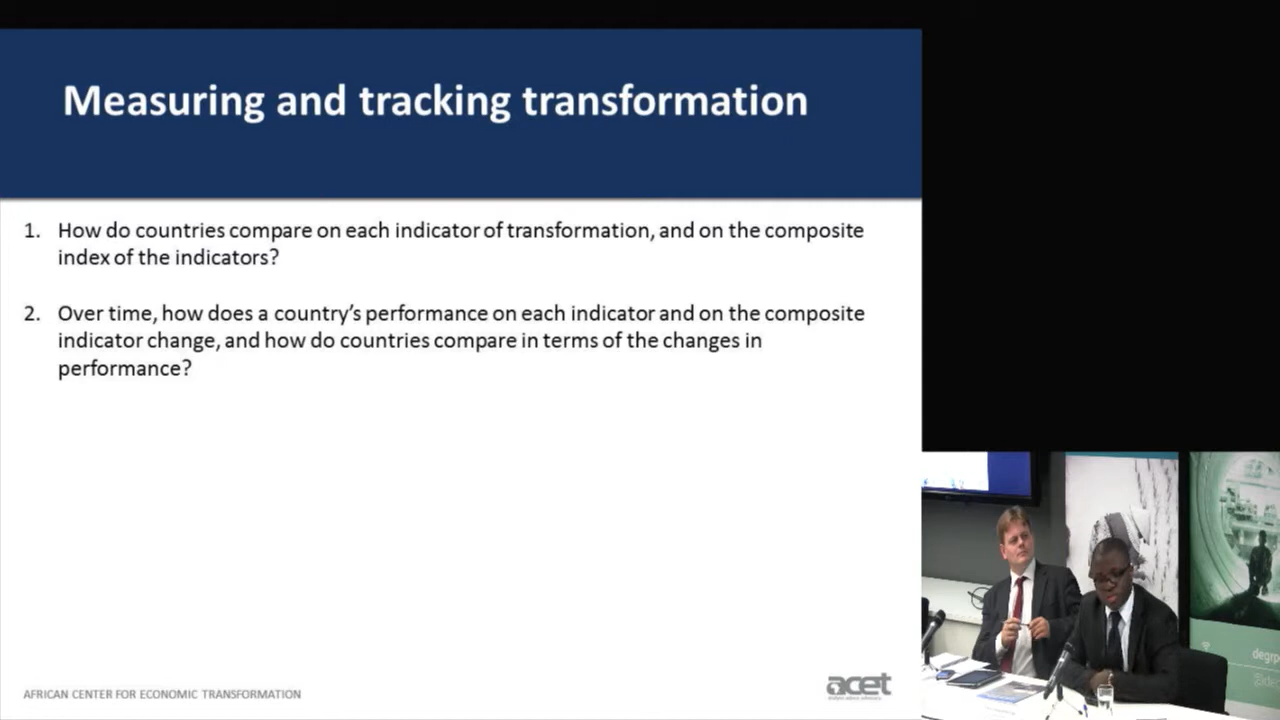 Measuring and tracking transformation
1. How do countries compare on each indicator of transformation, and on the composite
index of the indicators?
2. Over time, how does a country's performance on each indicator and on the composite
indicator change, and how do countries compare in terms of the changes in
performance?
AFRICAN CENTER FOR ECONOMIC TRANSFORMATION
acet
degrp